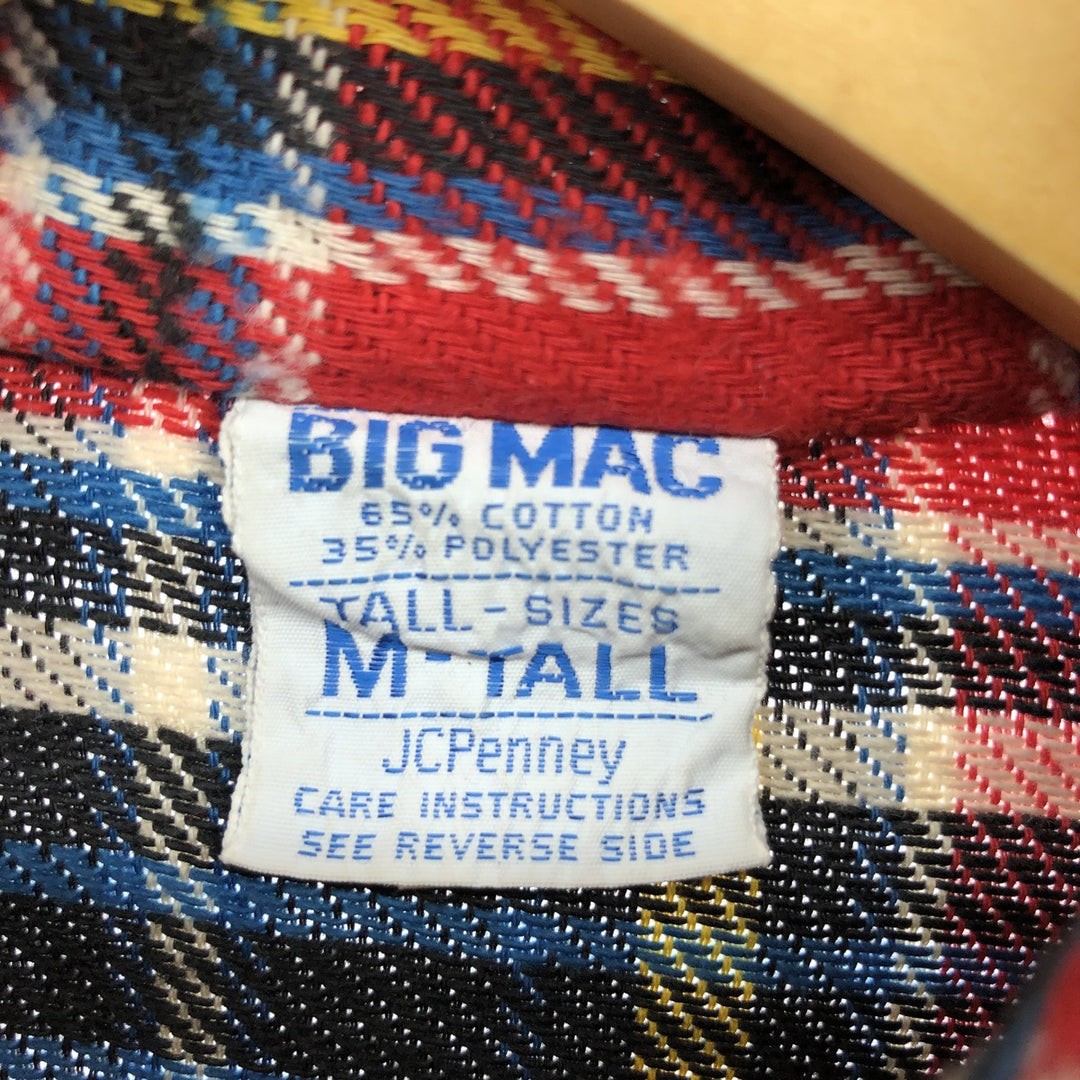 BIG MAC
65% COTTON
35% POLYESTER
TALL-SIZES
M-TALL
JCPenney
CARE INSTRUCTIONS
SEE REVERSE SIDE